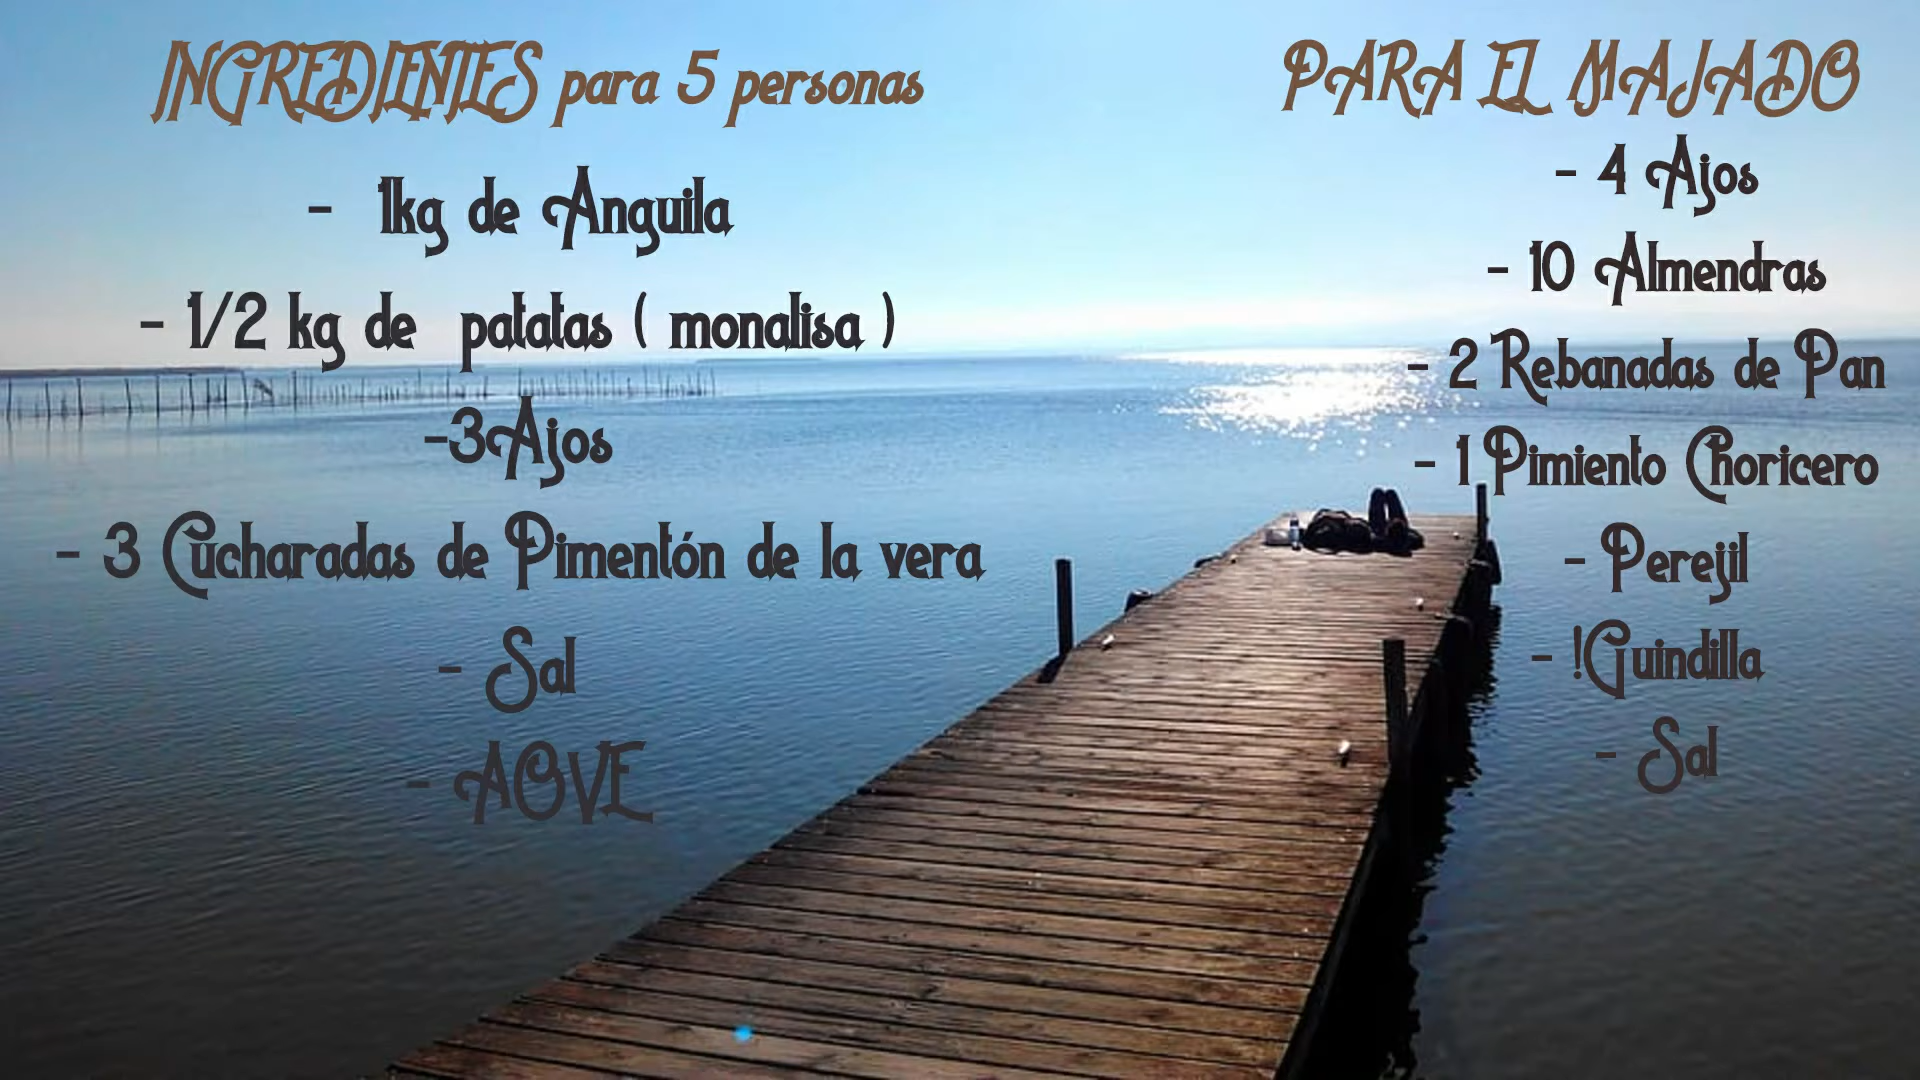 INGREDIENTES para 5 personas
- 1kg de Anguila
- 1/2 kg de patatas ( monalisa )
-3Ajos
- 3 Cucharadas de Pimentón de la vera
- Sal
- AOVE
PARA EL MAJADO
- 4 Ajos
- 10 Almendras
- 2 Rebanadas de Pan
- 1 Pimiento Choricero
- Perejil
- !Guindilla
- Sal